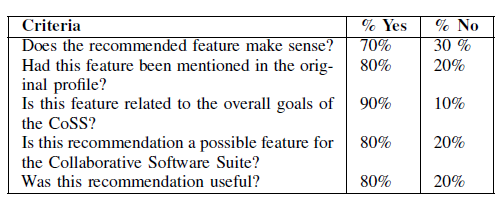 Criteria % Yes % No
Does the recommended feature make sense? 70% 30 %
Had this feature been mentioned in the orig- 80% 20%
inal profile?
Is this feature related to the overall goals of 90% 10%
the CoSS?
Is this recommendation a possible feature for 80% 20%
the Collaborative Software Suite?
Was this recommendation useful? 80% 20%